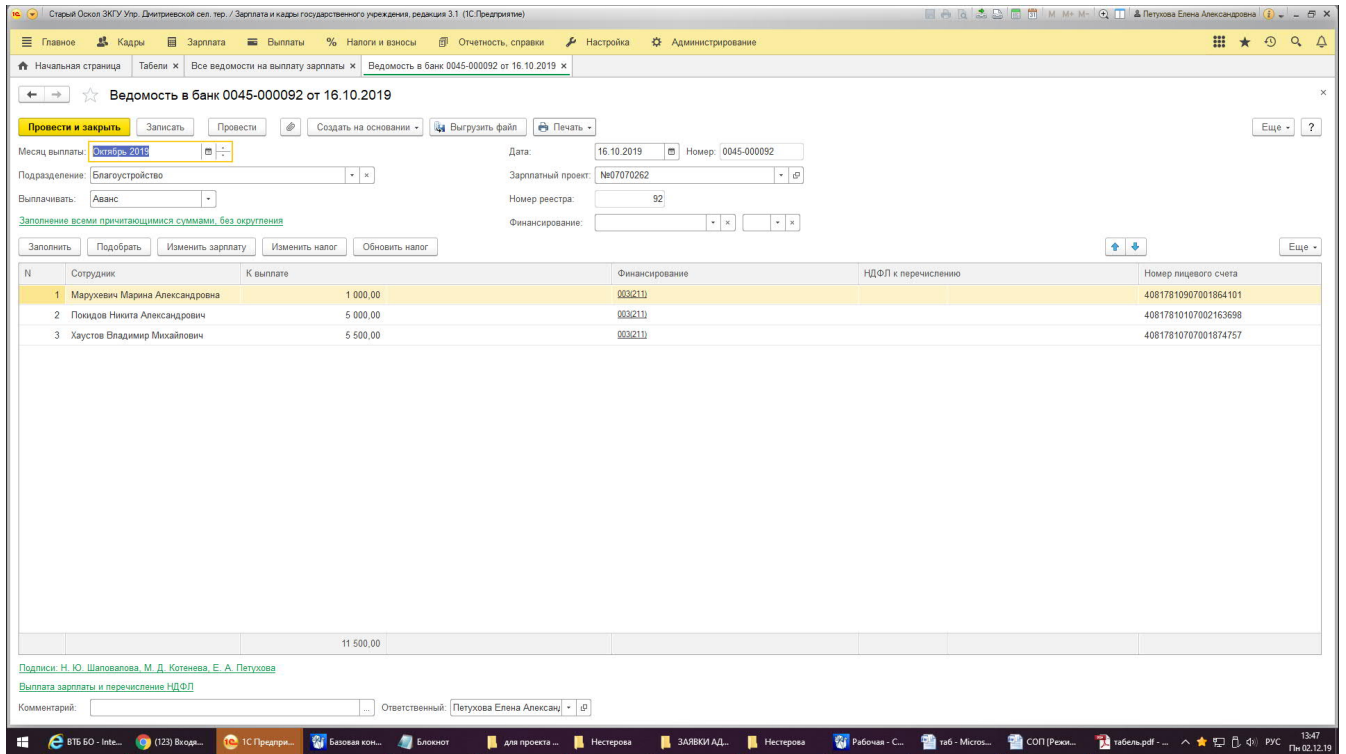 Старый Оскол ЗКГУ Упр. Дмитриевской сел. тер. / Зарплата и кадры государственного учреждения, редакция 3.1 (1С:Предприятие) M M+ M- Петухова Елена Александровна
Главное Кадры Зарплата Выплаты Налоги и взносы Отчетность, справки Настройка Администрирование
Начальная страница Табели × Все ведомости на выплату зарплаты × Ведомость в банк 0045-000092 от 16.10.2019 ×
Ведомость в банк 0045-000092 от 16.10.2019
Провести и закрыть Записать Провести Создать на основании Выгрузить файл Печать Еще ?
Месяц выплаты: Октябрь 2019 Дата: 16.10.2019 Номер: 0045-000092
Подразделение: Благоустройство Зарплатный проект: №07070262
Выплачивать: Аванс Номер реестра: 92
Заполнение всеми причитающимися суммами, без округления Финансирование:
Заполнить Подобрать Изменить зарплату Изменить налог Обновить налог Еще
N Сотрудник К выплате Финансирование НДФЛ к перечислению Номер лицевого счета
1 Марухевич Марина Александровна 1 000,00 003(211) 40817810907001864101
2 Покидов Никита Александрович 5 000,00 003(211) 40817810107002163698
3 Хаустов Владимир Михайлович 5 500,00 003(211) 40817810707001874757
11 500,00
Подписи: Н. Ю. Шаповалова, М. Д. Котенева, Е. А. Петухова
Выплата зарплаты и перечисление НДФЛ
Комментарий: ... Ответственный: Петухова Елена Алексан
ВТБ БО - Inte... (123) Входя... 1С Предпри... Базовая кон... Блокнот для проекта ... Нестерова ЗАЯВКИ АД... Нестерова Рабочая - С... таб - Micros... СОП [Режи... табель.pdf - ... РУС 13:47
Пн 02.12.19